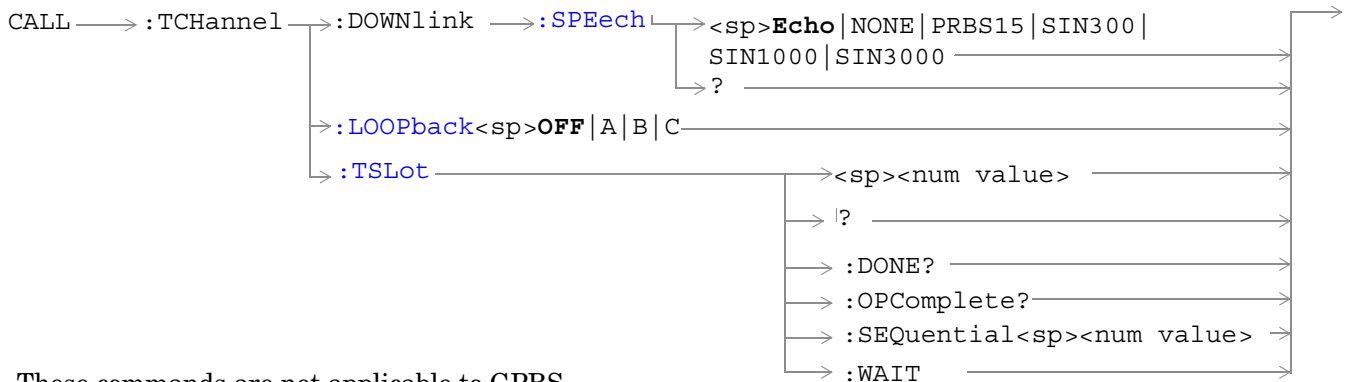 CALL :TCHannel :DOWNlink :SPEech <sp>Echo|NONE|PRBS15|SIN300|
SIN1000|SIN3000
?
:LOOPback<sp>OFF|A|B|C
:TSLot <sp><num value>
?
:DONE?
:OPComplete?
:SEQuential<sp><num value>
:WAIT
These commands are not applicable to GPRS